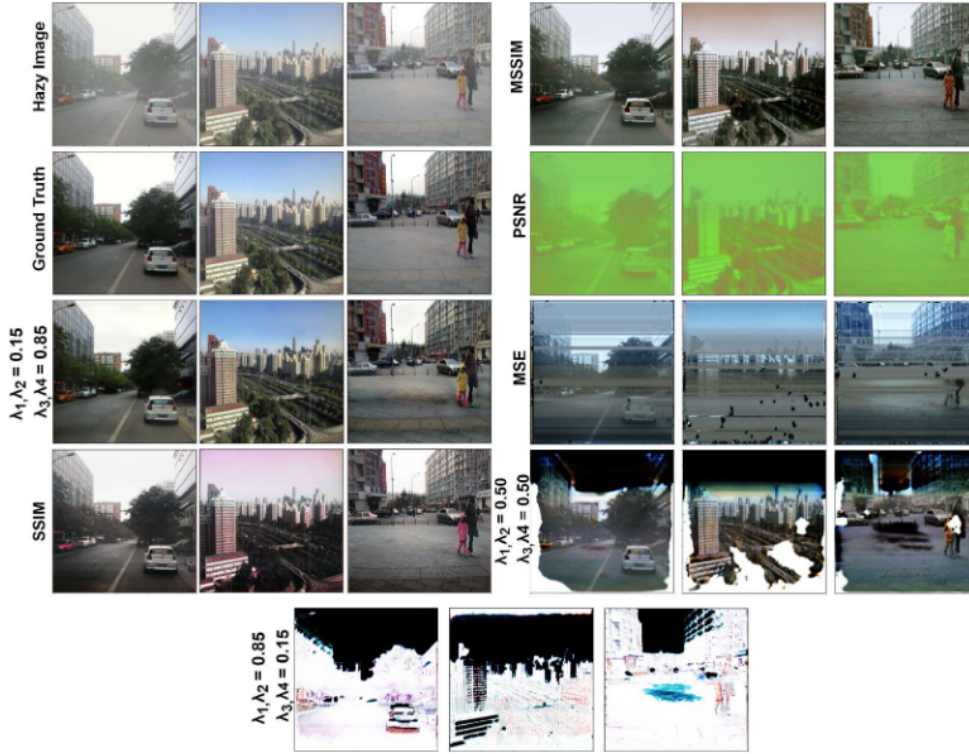 Hazy Image
Ground Truth
λ1,λ2 = 0.15
λ3,λ4 = 0.85
SSIM
MSSIM
PSNR
MSE
λ1,λ2 = 0.50
λ3,λ4 = 0.50
λ1,λ2 = 0.85
λ3,λ4 = 0.15